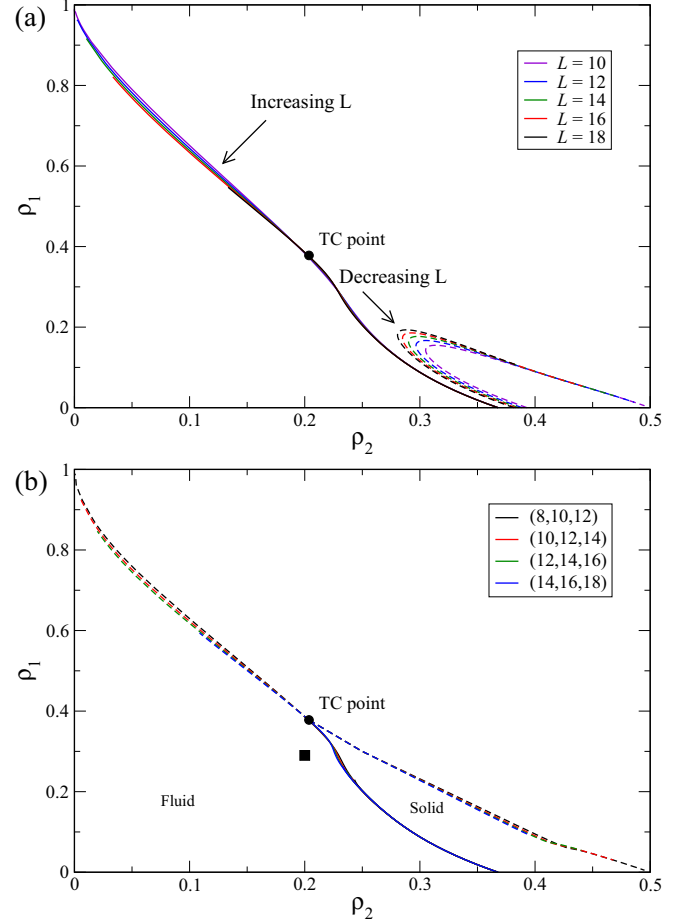 (a)
1
0.8
0.6
0.4
0.2
0
ρ1
Increasing L
TC point
Decreasing L
L = 10
L = 12
L = 14
L = 16
L = 18
0 0.1 0.2 0.3 0.4 0.5
ρ2
(b)
1
0.8
0.6
0.4
0.2
0
ρ1
(8,10,12)
(10,12,14)
(12,14,16)
(14,16,18)
TC point
Fluid
Solid
0 0.1 0.2 0.3 0.4 0.5
ρ2